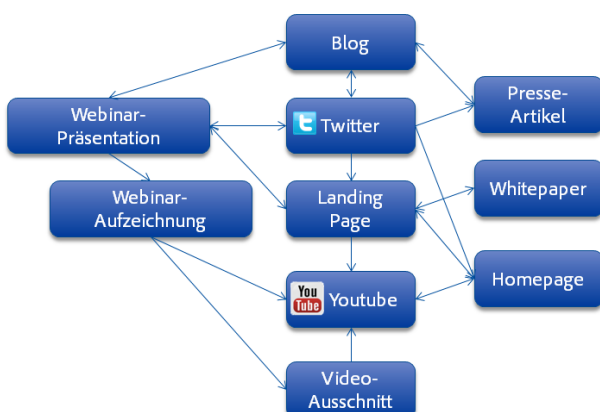 Blog
Webinar-
Präsentation
Twitter
Presse-
Artikel
Webinar-
Aufzeichnung
Landing
Page
Whitepaper
You
Tube
Youtube
Homepage
Video-
Ausschnitt